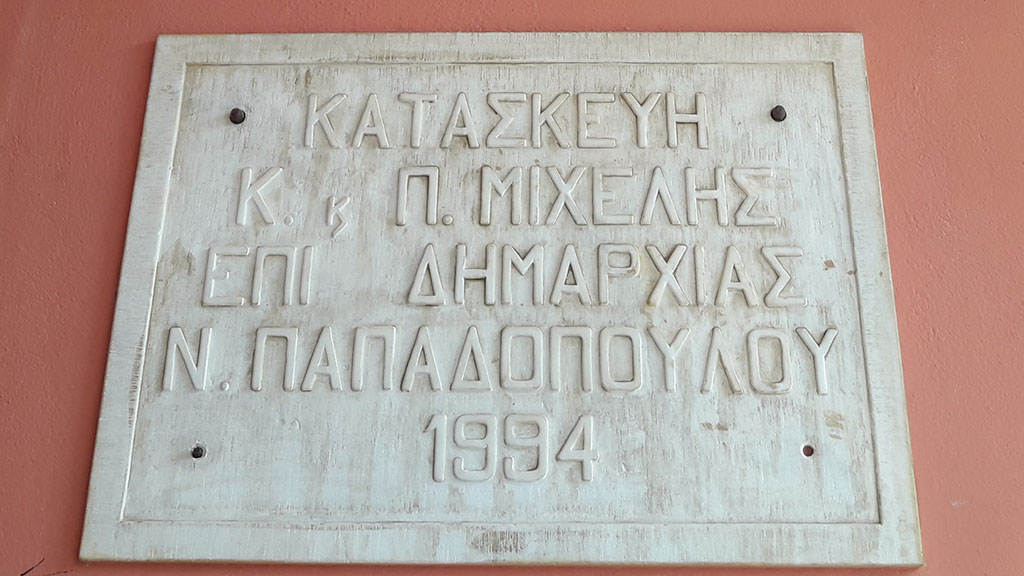 ΚΑΤΑΣΚΕΥΗ
Κ. ϗ Π. ΜΙΧΕΛΗΣ
ΕΠΙ ΔΗΜΑΡΧΙΑΣ
Ν. ΠΑΠΑΔΟΠΟΥΛΟΥ
1994